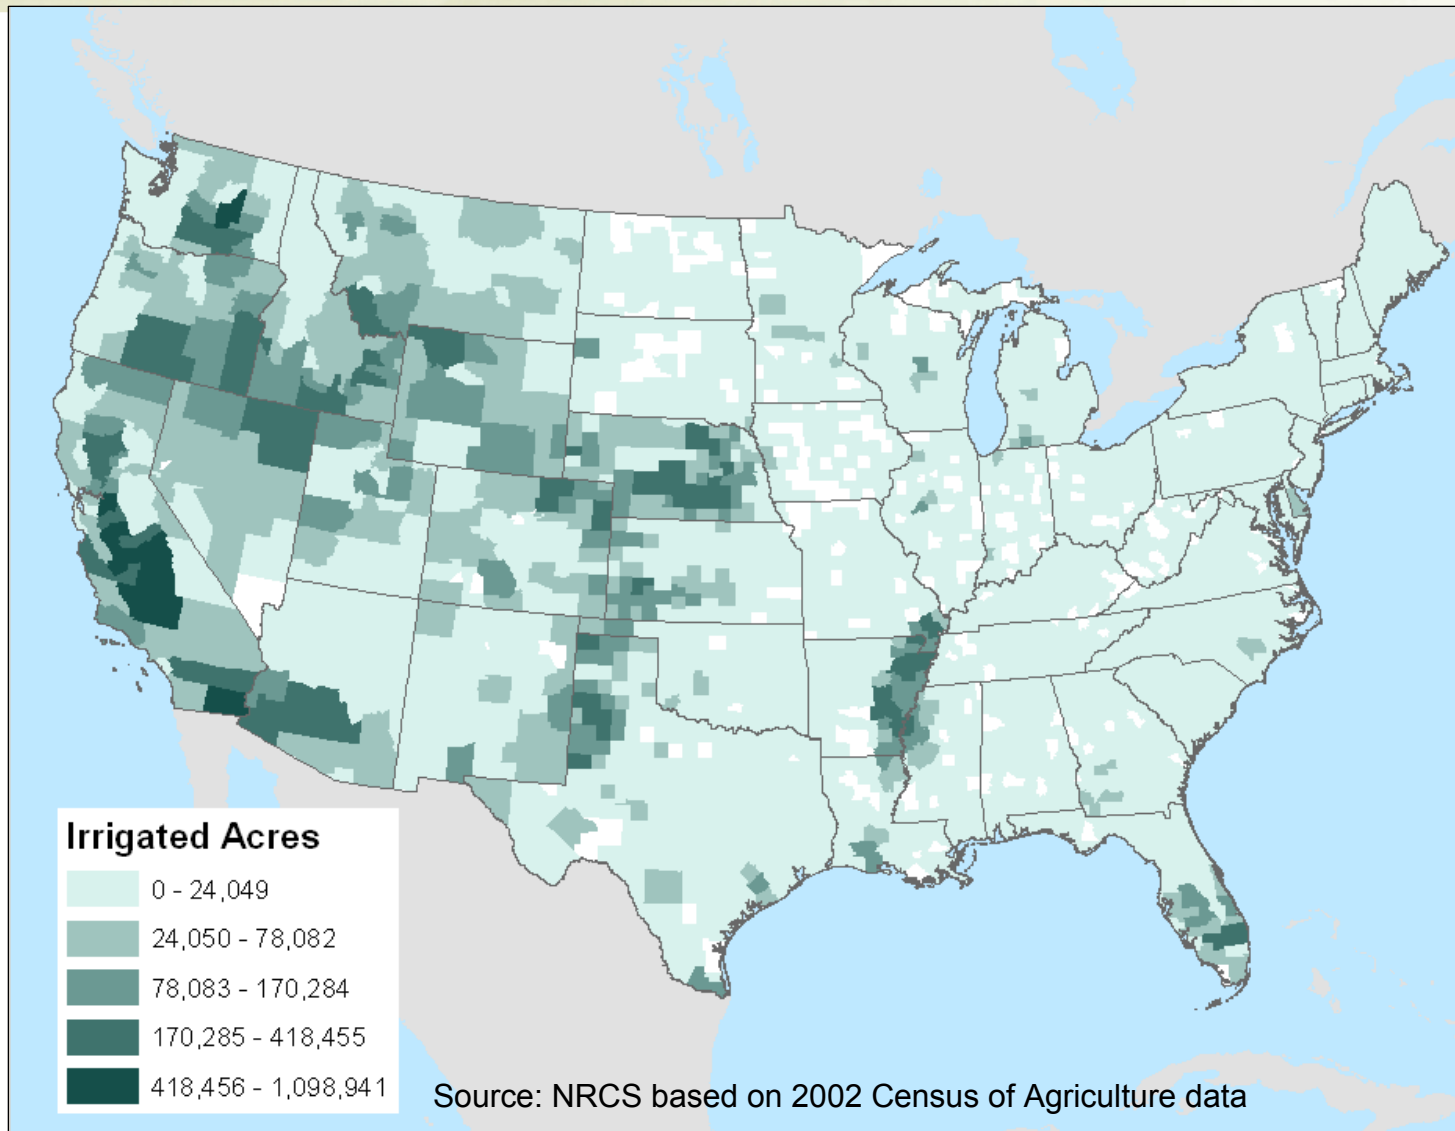 Irrigated Acres
0 - 24,049
24,050 - 78,082
78,083 - 170,284
170,285 - 418,455
418,456 - 1,098,941
Source: NRCS based on 2002 Census of Agriculture data